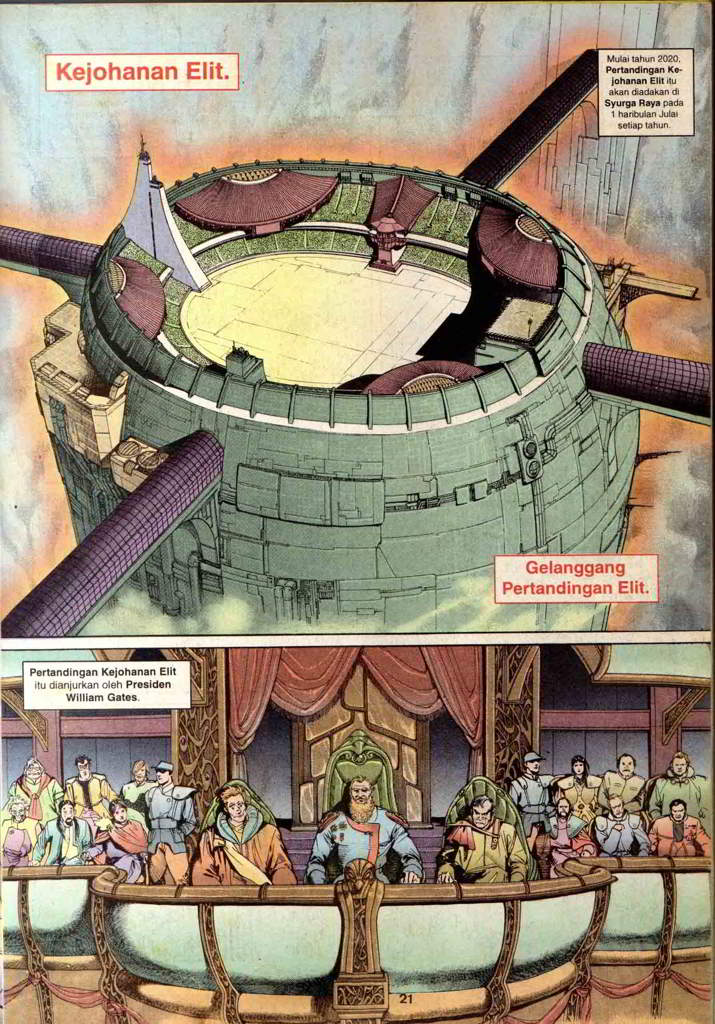 Kejohanan Elit.
Mulai tahun 2020,
Pertandingan Ke-
johanan Elit itu
akan diadakan di
Syurga Raya pada
1 haribulan Julai
setiap tahun.
Gelanggang
Pertandingan Elit.
Pertandingan Kejohanan Elit
itu dianjurkan oleh Presiden
William Gates.
21